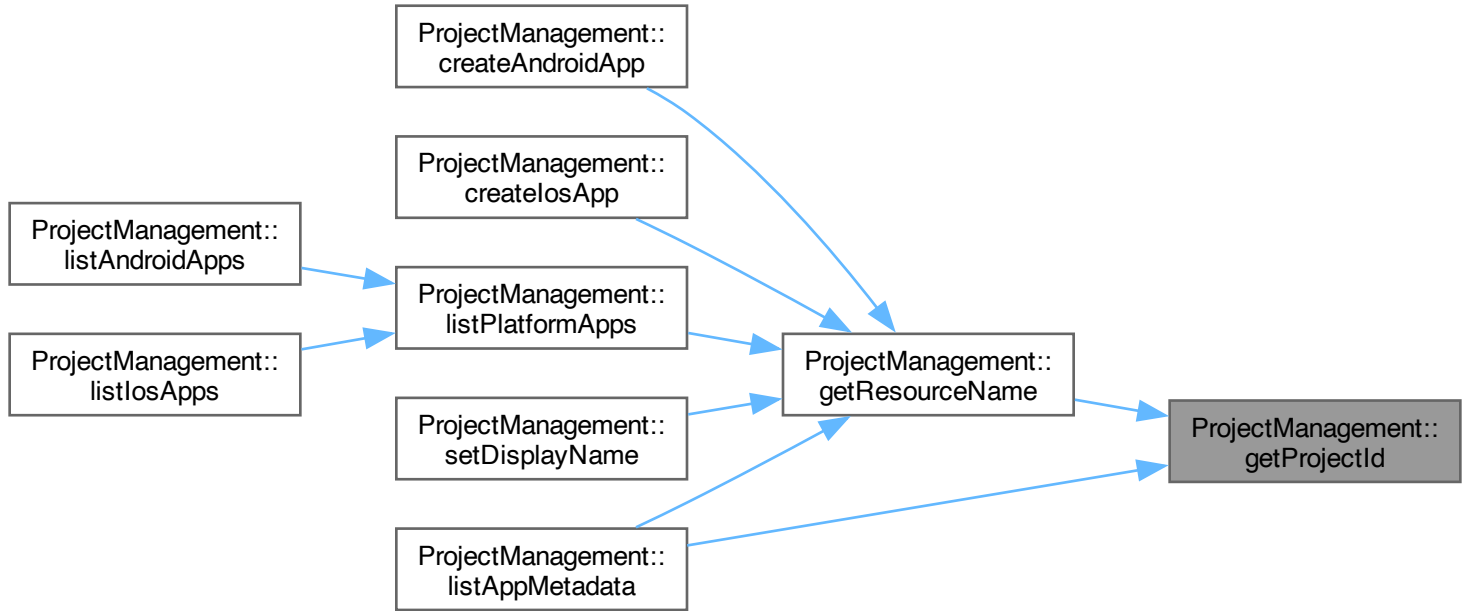 ProjectManagement::
createAndroidApp
ProjectManagement::
createIosApp
ProjectManagement::
listAndroidApps
ProjectManagement::
listPlatformApps
ProjectManagement::
listIosApps
ProjectManagement::
getResourceName
ProjectManagement::
setDisplayName
ProjectManagement::
getProjectId
ProjectManagement::
listAppMetadata